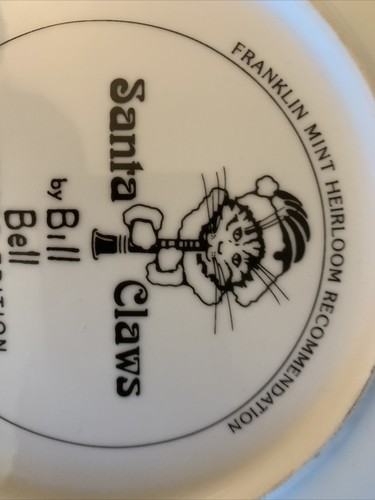 FRANKLIN MINT HEIRLOOM RECOMMENDATION
Santa Claws
by Bill
Bell